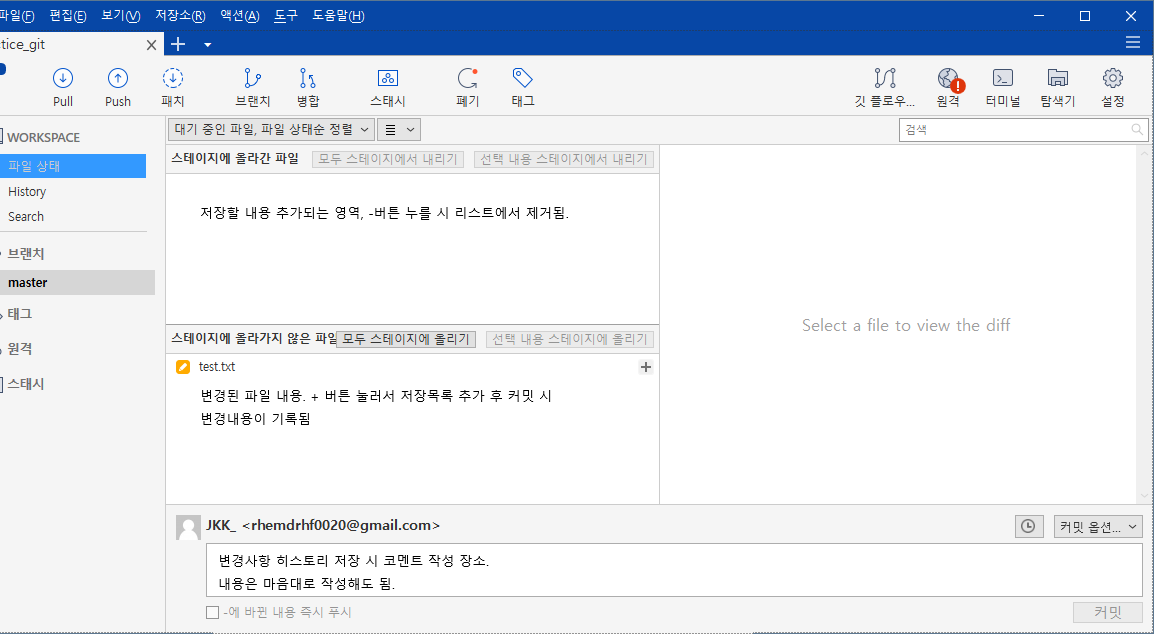 파일(F) 편집(E) 보기(V) 저장소(R) 액션(A) 도구 도움말(H)
tice_git
Pull Push 패치 브랜치 병합 스태시 폐기 태그 깃 플로우... 원격 터미널 탐색기 설정
WORKSPACE
파일 상태
History
Search
브랜치
master
태그
원격
스태시
대기 중인 파일, 파일 상태순 정렬
검색
스테이지에 올라간 파일 모두 스테이지에서 내리기 선택 내용 스테이지에서 내리기
저장할 내용 추가되는 영역, -버튼 누를 시 리스트에서 제거됨.
스테이지에 올라가지 않은 파일 모두 스테이지에 올리기 선택 내용 스테이지에 올리기
test.txt
변경된 파일 내용. + 버튼 눌러서 저장목록 추가 후 커밋 시
변경내용이 기록됨
Select a file to view the diff
JKK_ <rhemdrhf0020@gmail.com>
커밋 옵션...
변경사항 히스토리 저장 시 코멘트 작성 장소.
내용은 마음대로 작성해도 됨.
-에 바뀐 내용 즉시 푸시
커밋